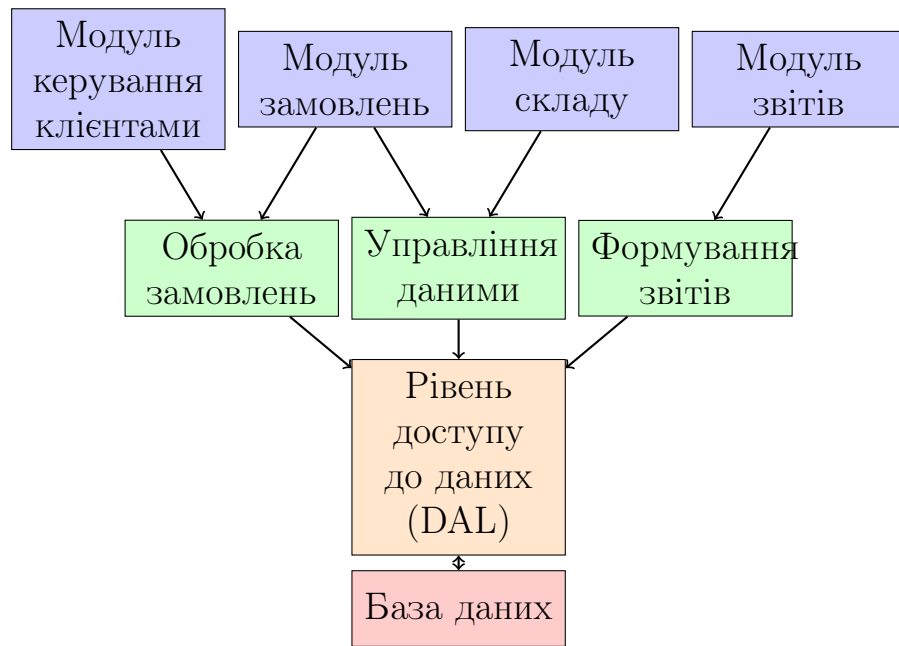 Модуль
керування
клієнтами
Модуль
замовлень
Модуль
складу
Модуль
звітів
Обробка
замовлень
Управління
даними
Формування
звітів
Рівень
доступу
до даних
(DAL)
База даних